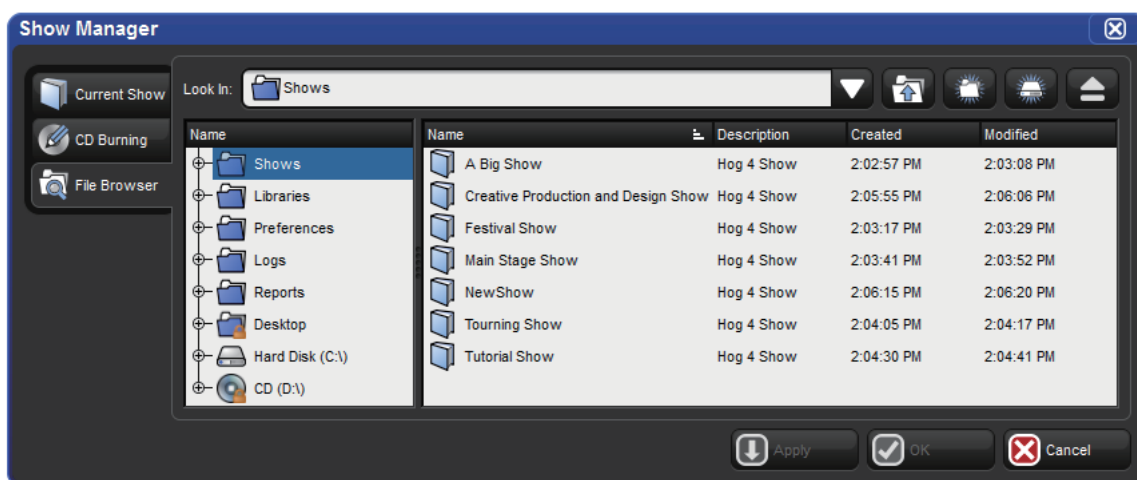 Show Manager
Current Show
CD Burning
File Browser
Look In: Shows
Name
Shows
Libraries
Preferences
Logs
Reports
Desktop
Hard Disk (C:\)
CD (D:\)
Name Description Created Modified
A Big Show Hog 4 Show 2:02:57 PM 2:03:08 PM
Creative Production and Design Show Hog 4 Show 2:05:55 PM 2:06:06 PM
Festival Show Hog 4 Show 2:03:17 PM 2:03:29 PM
Main Stage Show Hog 4 Show 2:03:41 PM 2:03:52 PM
NewShow Hog 4 Show 2:06:15 PM 2:06:20 PM
Tourning Show Hog 4 Show 2:04:05 PM 2:04:17 PM
Tutorial Show Hog 4 Show 2:04:30 PM 2:04:41 PM
Apply OK Cancel